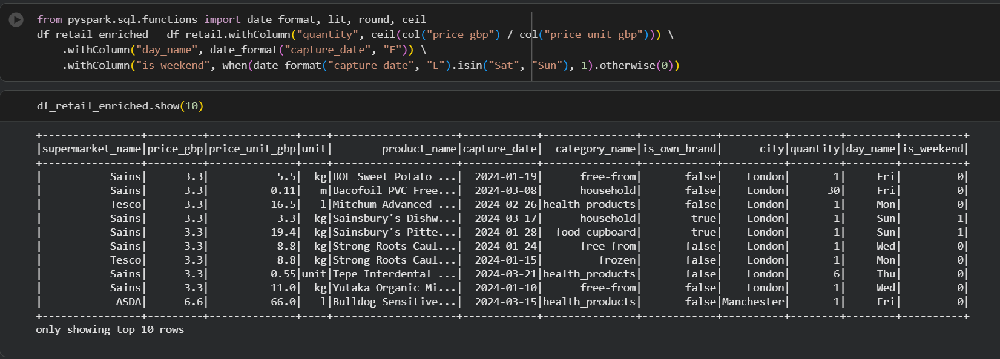 from pyspark.sql.functions import date_format, lit, round, ceil
df_retail_enriched = df_retail.withColumn("quantity", ceil(col("price_gbp") / col("price_unit_gbp"))) \
    .withColumn("day_name", date_format("capture_date", "E")) \
    .withColumn("is_weekend", when(date_format("capture_date", "E").isin("Sat", "Sun"), 1).otherwise(0))
df_retail_enriched.show(10)
+----------------+---------+--------------+----+--------------------+------------+---------------+------------+----------+--------+--------+----------+
|supermarket_name|price_gbp|price_unit_gbp|unit|        product_name|capture_date|  category_name|is_own_brand|      city|quantity|day_name|is_weekend|
+----------------+---------+--------------+----+--------------------+------------+---------------+------------+----------+--------+--------+----------+
|           Sains|      3.3|           5.5|  kg|BOL Sweet Potato ...|  2024-01-19|      free-from|       false|    London|       1|     Fri|         0|
|           Sains|      3.3|          0.11|   m|Bacofoil PVC Free...|  2024-03-08|      household|       false|    London|      30|     Fri|         0|
|           Tesco|      3.3|          16.5|   l|Mitchum Advanced ...|  2024-02-26|health_products|       false|    London|       1|     Mon|         0|
|           Sains|      3.3|           3.3|  kg|Sainsbury's Dishw...|  2024-03-17|      household|        true|    London|       1|     Sun|         1|
|           Sains|      3.3|          19.4|  kg|Sainsbury's Pitte...|  2024-01-28|  food_cupboard|        true|    London|       1|     Sun|         1|
|           Sains|      3.3|           8.8|  kg|Strong Roots Caul...|  2024-01-24|      free-from|       false|    London|       1|     Wed|         0|
|           Tesco|      3.3|           8.8|  kg|Strong Roots Caul...|  2024-01-15|         frozen|       false|    London|       1|     Mon|         0|
|           Sains|      3.3|          0.55|unit|Tepe Interdental ...|  2024-03-21|health_products|       false|    London|       6|     Thu|         0|
|           Sains|      3.3|          11.0|  kg|Yutaka Organic Mi...|  2024-01-10|      free-from|       false|    London|       1|     Wed|         0|
|            ASDA|      6.6|          66.0|   l|Bulldog Sensitive...|  2024-03-15|health_products|       false|Manchester|       1|     Fri|         0|
+----------------+---------+--------------+----+--------------------+------------+---------------+------------+----------+--------+--------+----------+
only showing top 10 rows